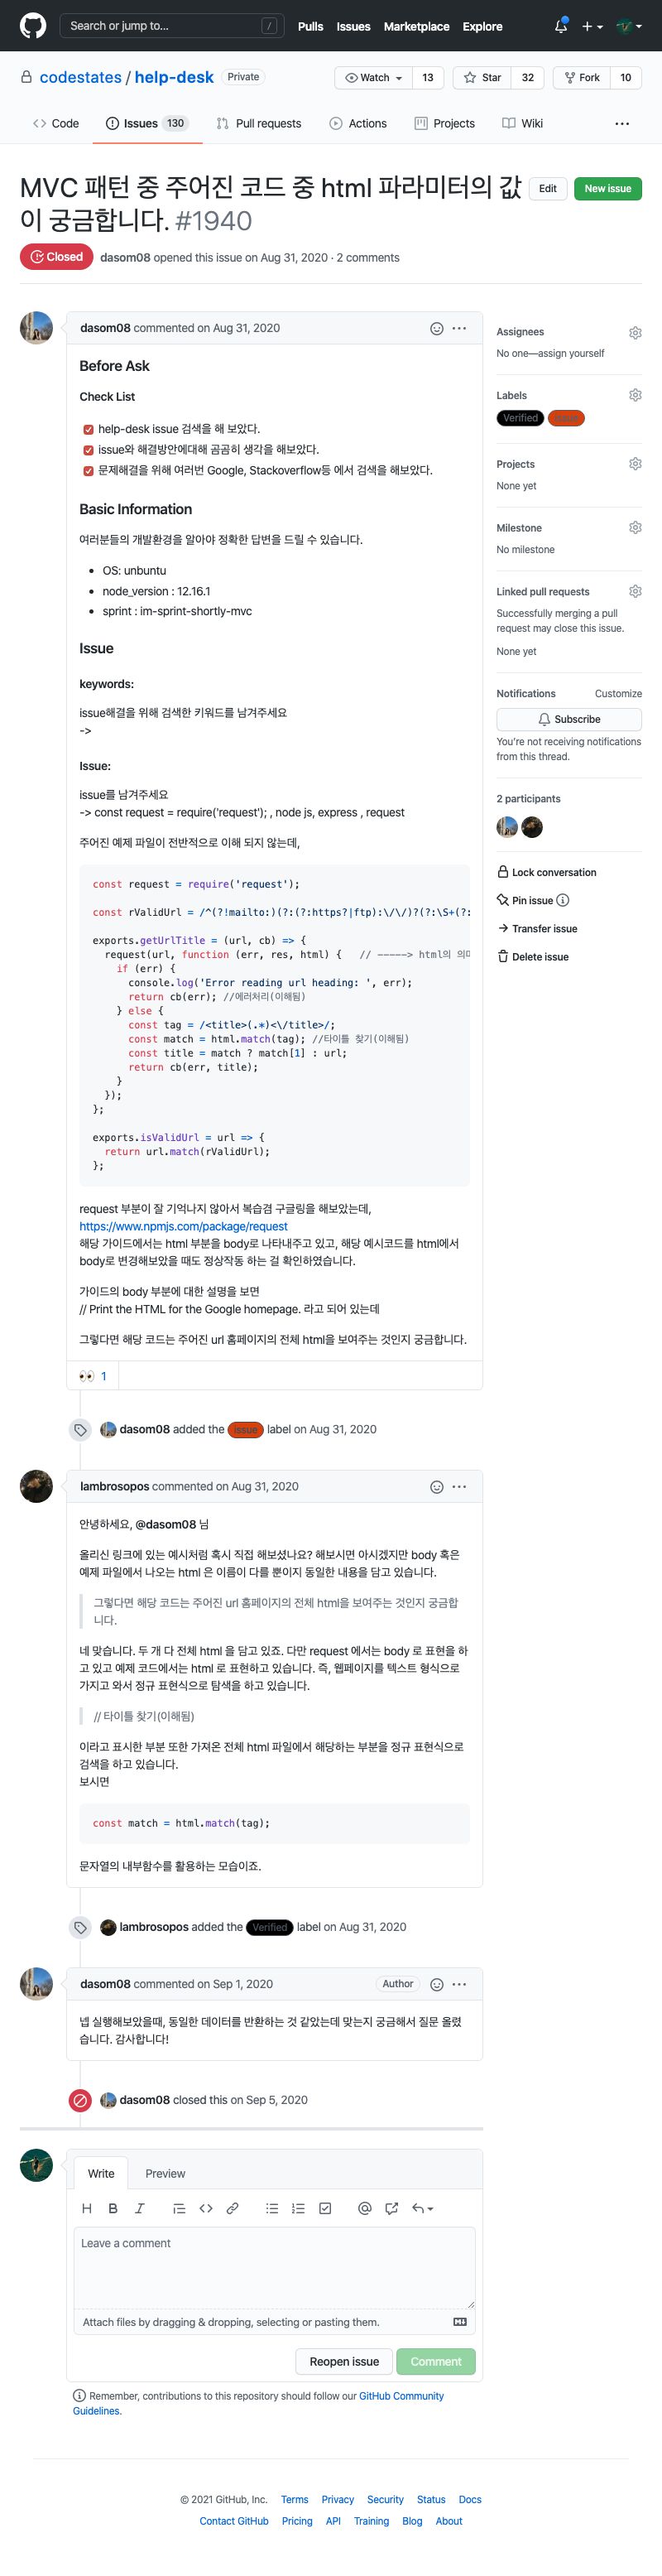 Search or jump to...
/
Pulls
Issues
Marketplace
Explore
codestates / help-desk
Private
Watch
13
Star
32
Fork
10
Code
Issues 130
Pull requests
Actions
Projects
Wiki
MVC 패턴 중 주어진 코드 중 html 파라미터의 값
이 궁금합니다. #1940
Edit
New issue
Closed
dasom08 opened this issue on Aug 31, 2020 · 2 comments
dasom08 commented on Aug 31, 2020
Before Ask
Check List
help-desk issue 검색을 해 보았다.
issue와 해결방안에대해 곰곰히 생각을 해보았다.
문제해결을 위해 여러번 Google, Stackoverflow등 에서 검색을 해보았다.
Basic Information
여러분들의 개발환경을 알아야 정확한 답변을 드릴 수 있습니다.
OS: unbuntu
node_version : 12.16.1
sprint : im-sprint-shortly-mvc
Issue
keywords:
issue해결을 위해 검색한 키워드를 남겨주세요
->
Issue:
issue를 남겨주세요
-> const request = require('request'); , node js, express , request
주어진 예제 파일이 전반적으로 이해 되지 않는데,
const request = require('request');
const rValidUrl = /^(?!mailto:)(?:(?:https?|ftp):\/\/)?(?:\S+(?:
exports.getUrlTitle = (url, cb) => {
request(url, function (err, res, html) {   // -----> html의 의미
if (err) {
console.log('Error reading url heading: ', err);
return cb(err); //에러처리(이해됨)
} else {
const tag = /<title>(.*)<\/title>/;
const match = html.match(tag); //타이틀 찾기(이해됨)
const title = match ? match[1] : url;
return cb(err, title);
}
});
};
exports.isValidUrl = url => {
return url.match(rValidUrl);
};
request 부분이 잘 기억나지 않아서 복습겸 구글링을 해보았는데,
https://www.npmjs.com/package/request
해당 가이드에서는 html 부분을 body로 나타내주고 있고, 해당 예시코드를 html에서
body로 변경해보았을 때도 정상작동 하는 걸 확인하였습니다.
가이드의 body 부분에 대한 설명을 보면
// Print the HTML for the Google homepage. 라고 되어 있는데
그렇다면 해당 코드는 주어진 url 홈페이지의 전체 html을 보여주는 것인지 궁금합니다.
👀 1
dasom08 added the issue label on Aug 31, 2020
lambrosopos commented on Aug 31, 2020
안녕하세요, @dasom08 님
올리신 링크에 있는 예시처럼 혹시 직접 해보셨나요? 해보시면 아시겠지만 body 혹은
예제 파일에서 나오는 html 은 이름이 다를 뿐이지 동일한 내용을 담고 있습니다.
그렇다면 해당 코드는 주어진 url 홈페이지의 전체 html을 보여주는 것인지 궁금합
니다.
네 맞습니다. 두 개 다 전체 html 을 담고 있죠. 다만 request 에서는 body 로 표현을 하
고 있고 예제 코드에서는 html 로 표현하고 있습니다. 즉, 웹페이지를 텍스트 형식으로
가지고 와서 정규 표현식으로 탐색을 하고 있습니다.
// 타이틀 찾기(이해됨)
이라고 표시한 부분 또한 가져온 전체 html 파일에서 해당하는 부분을 정규 표현식으로
검색을 하고 있습니다.
보시면
const match = html.match(tag);
문자열의 내부함수를 활용하는 모습이죠.
lambrosopos added the Verified label on Aug 31, 2020
dasom08 commented on Sep 1, 2020
Author
넵 실행해보았을때, 동일한 데이터를 반환하는 것 같았는데 맞는지 궁금해서 질문 올렸
습니다. 감사합니다!
dasom08 closed this on Sep 5, 2020
Write
Preview
Leave a comment
Attach files by dragging & dropping, selecting or pasting them.
Reopen issue
Comment
Remember, contributions to this repository should follow our GitHub Community
Guidelines.
Assignees
No one—assign yourself
Labels
Verified
issue
Projects
None yet
Milestone
No milestone
Linked pull requests
Successfully merging a pull
request may close this issue.
None yet
Notifications
Customize
Subscribe
You're not receiving notifications
from this thread.
2 participants
Lock conversation
Pin issue
Transfer issue
Delete issue
© 2021 GitHub, Inc.
Terms
Privacy
Security
Status
Docs
Contact GitHub
Pricing
API
Training
Blog
About